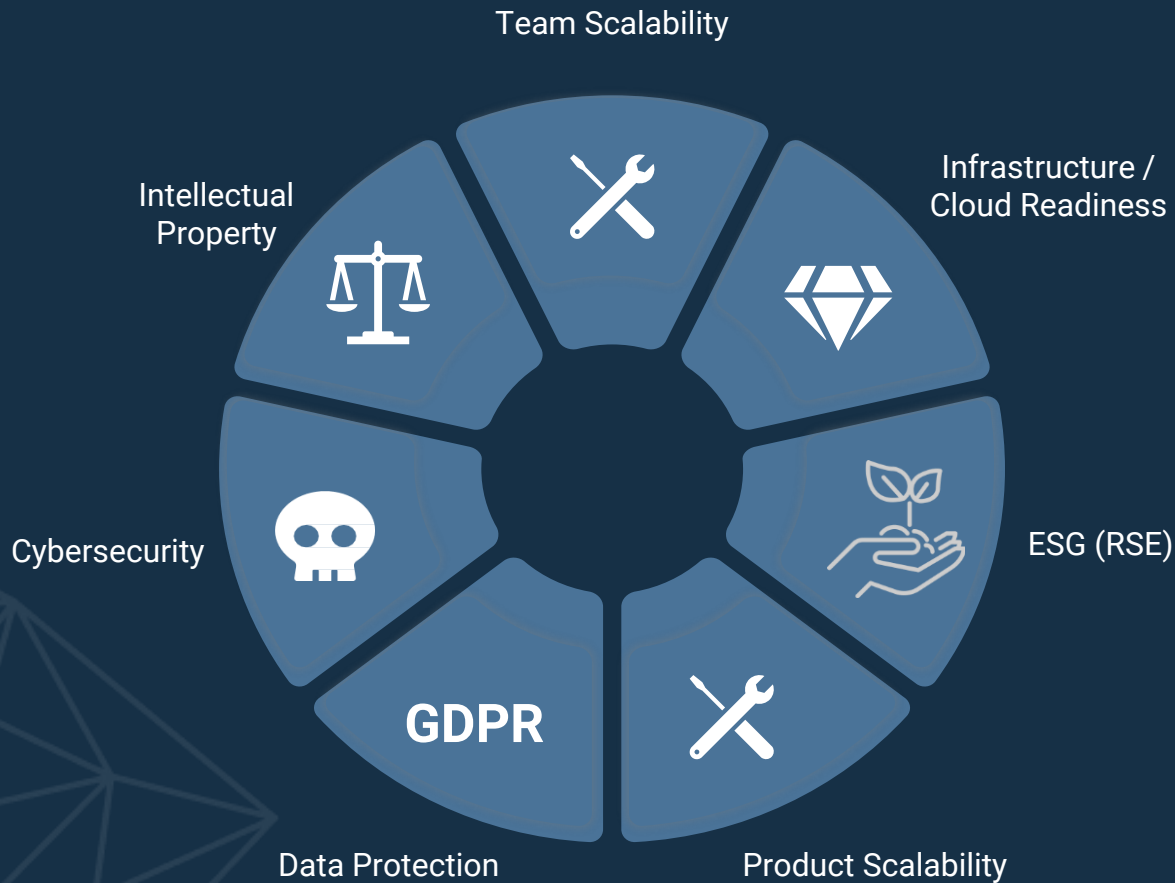 Team Scalability
Infrastructure /
Cloud Readiness
Intellectual
Property
ESG (RSE)
Cybersecurity
GDPR
Data Protection
Product Scalability